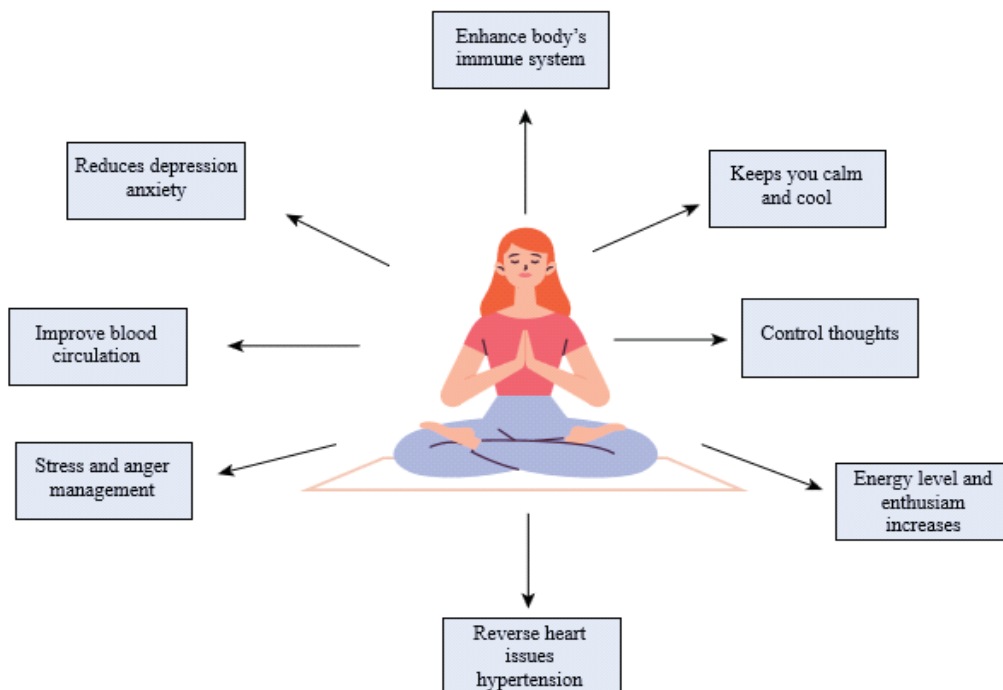 Enhance body’s
immune system
Reduces depression
anxiety
Keeps you calm
and cool
Improve blood
circulation
Control thoughts
Stress and anger
management
Energy level and
enthusiam
increases
Reverse heart
issues
hypertension